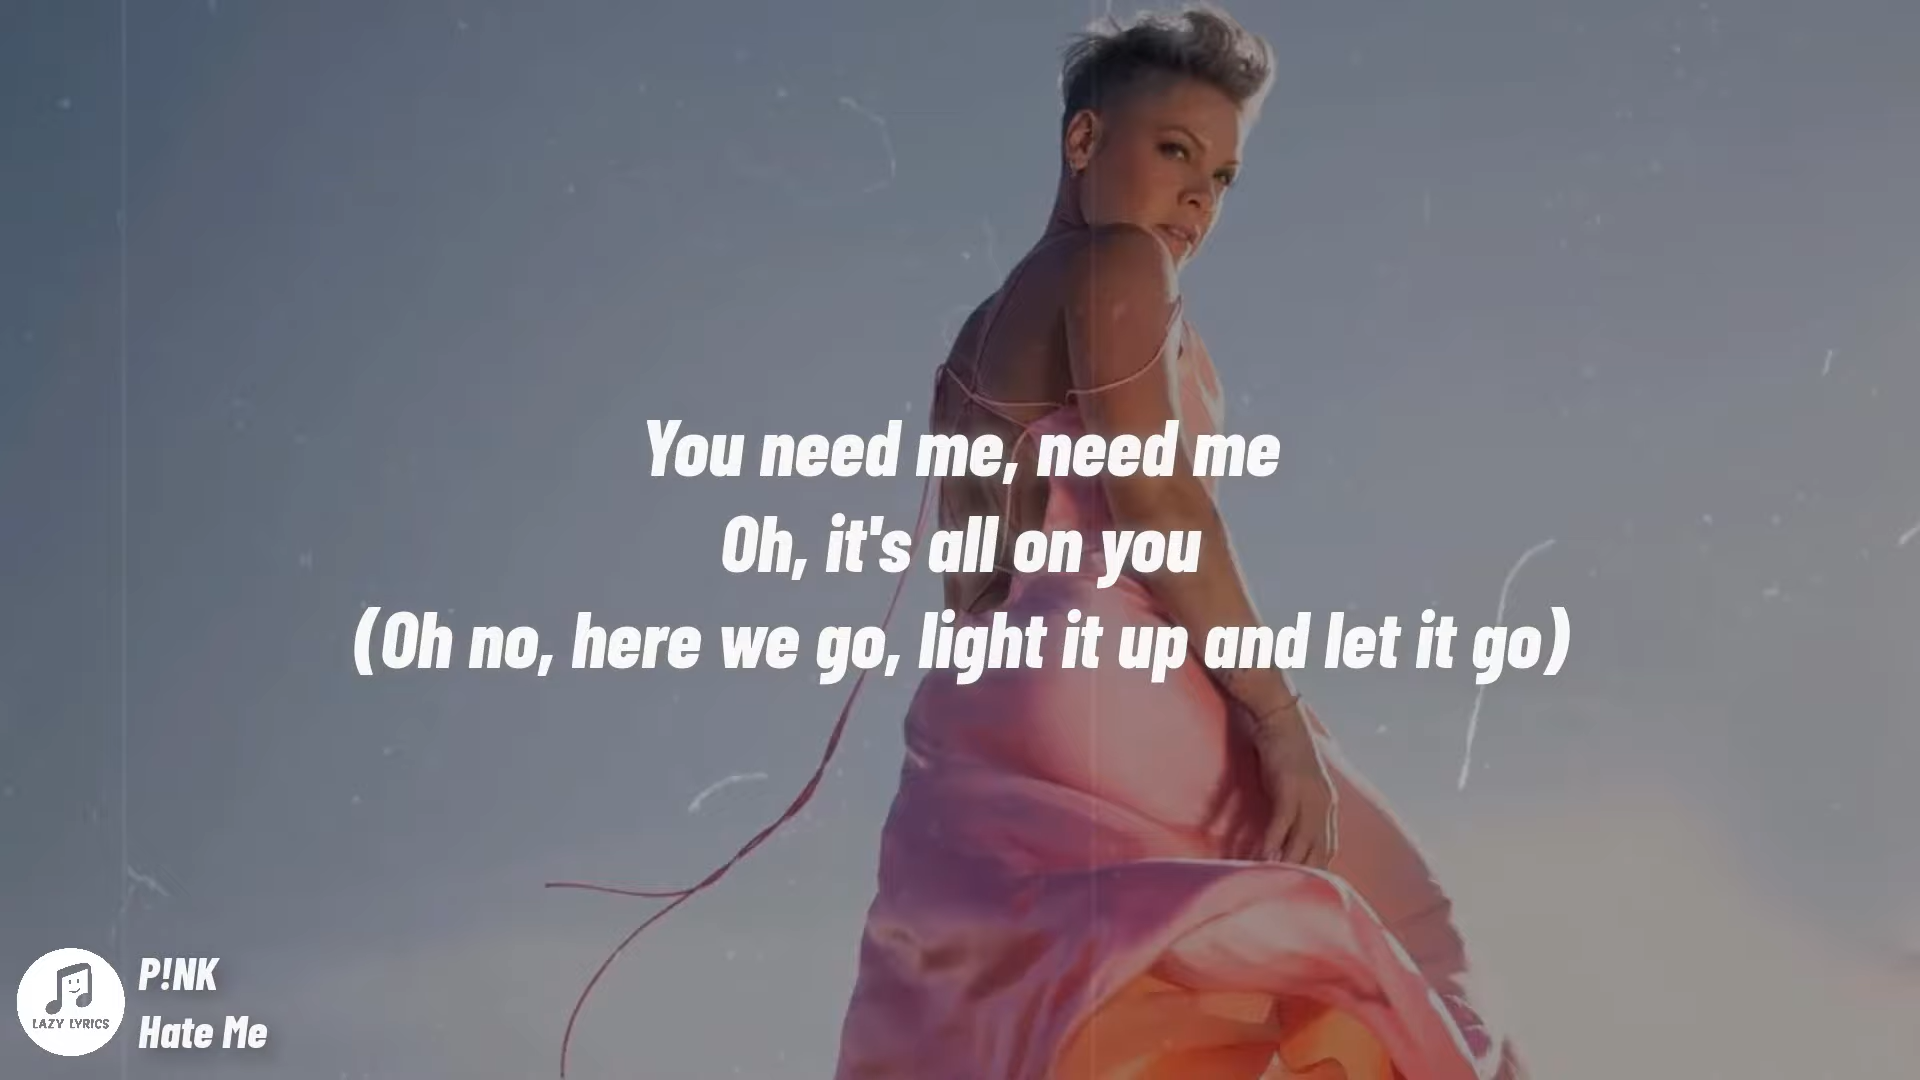 You need me, need me
Oh, it's all on you
(Oh no, here we go, light it up and let it go)
P!NK
Hate Me
LAZY LYRICS